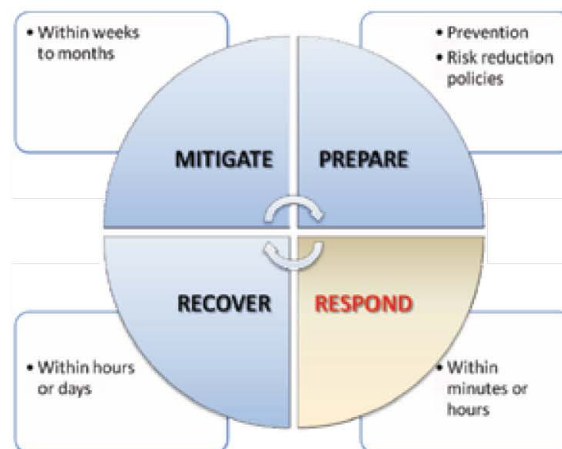 • Within weeks
to months
• Prevention
• Risk reduction
policies
MITIGATE
PREPARE
RECOVER
RESPOND
• Within hours
or days
• Within
minutes or
hours